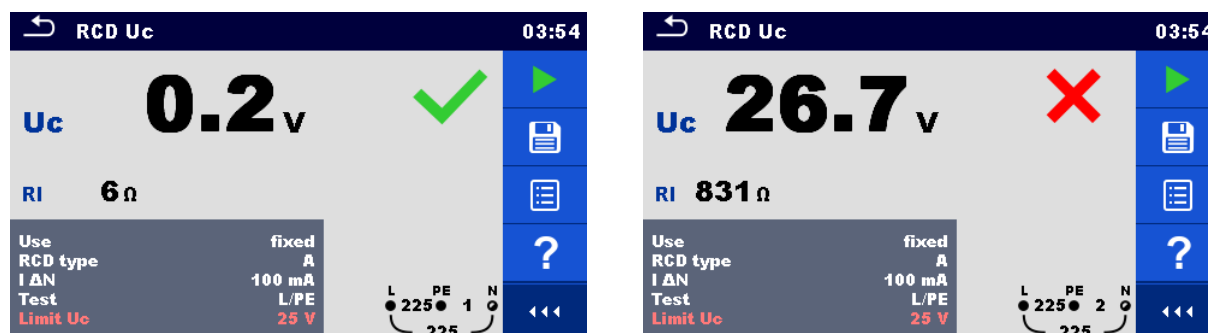 RCD Uc 03:54
Uc 0.2 V
RI 6 Ω
Use fixed
RCD type A
I ΔN 100 mA
Test L/PE
Limit Uc 25 V
L PE N
225 1
225
?
RCD Uc 03:54
Uc 26.7 V
RI 831 Ω
Use fixed
RCD type A
I ΔN 100 mA
Test L/PE
Limit Uc 25 V
L PE N
225 2
225
?